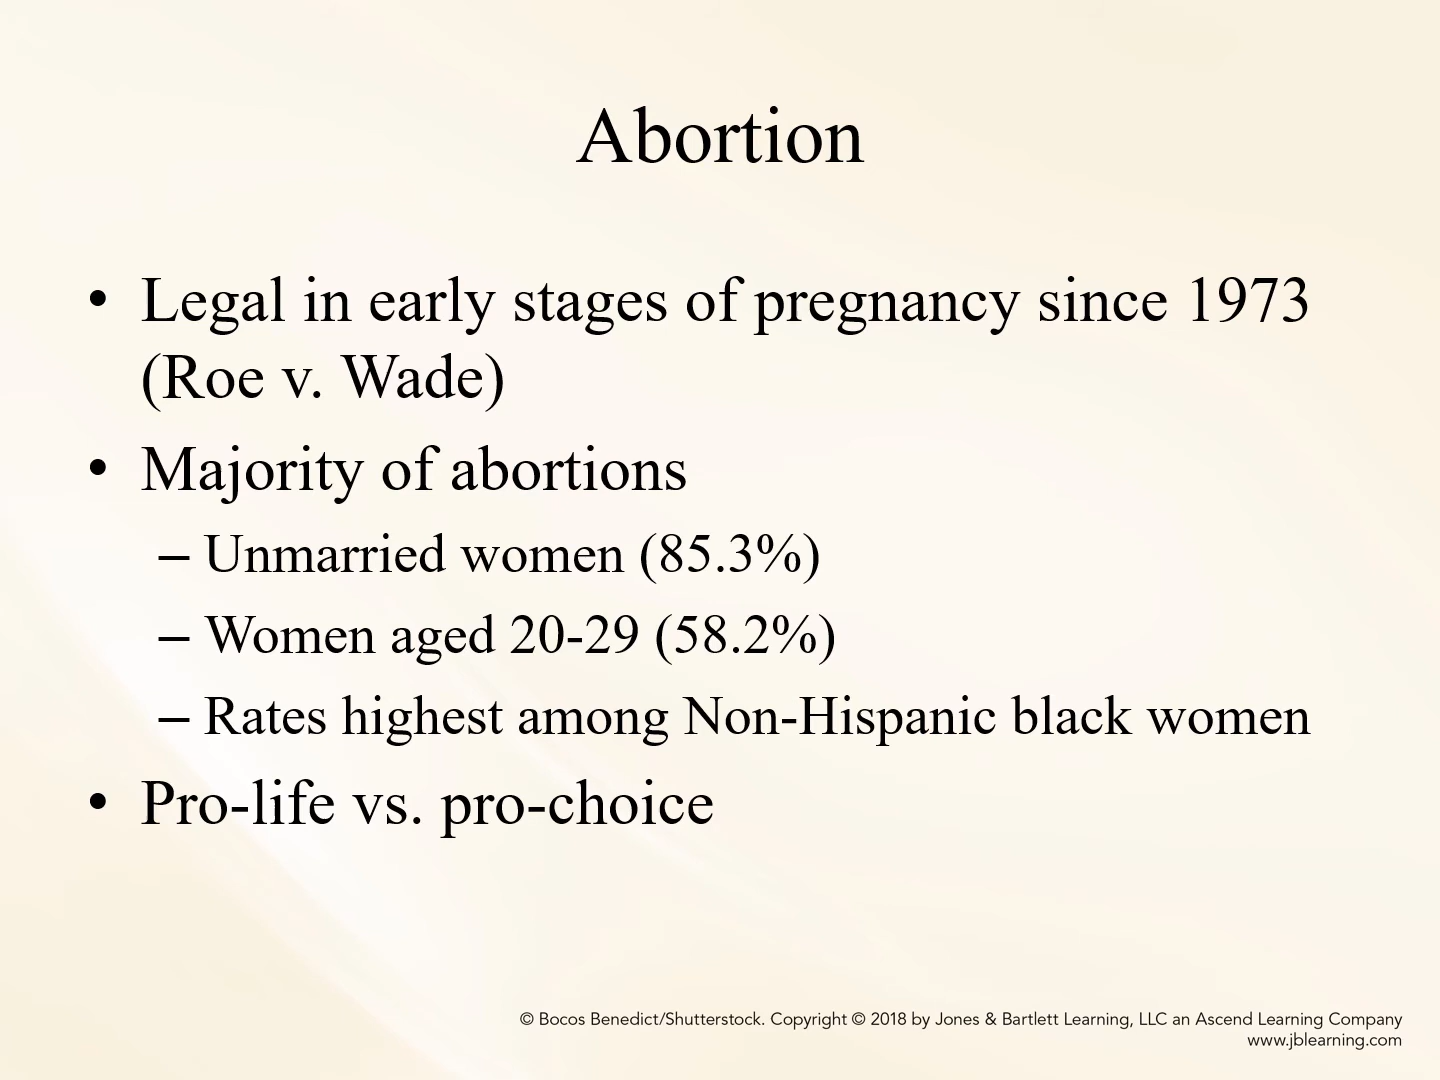 Abortion
• Legal in early stages of pregnancy since 1973
(Roe v. Wade)
• Majority of abortions
– Unmarried women (85.3%)
– Women aged 20-29 (58.2%)
– Rates highest among Non-Hispanic black women
• Pro-life vs. pro-choice
© Bocos Benedict/Shutterstock. Copyright © 2018 by Jones & Bartlett Learning, LLC an Ascend Learning Company
www.jblearning.com